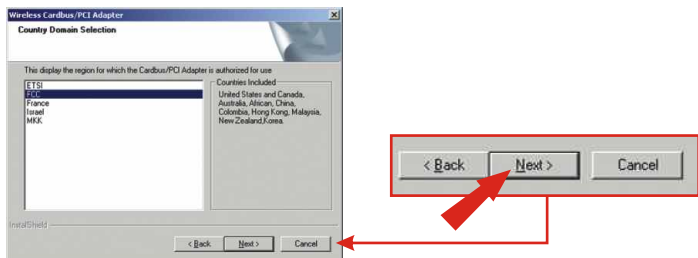 Wireless Cardbus/PCI Adapter
Country Domain Selection
This display the region for which the Cardbus/PCI Adapter is authorized for use
ETSI
FCC
France
Israel
MKK
Countries Included
United States and Canada,
Australia, African, China,
Colombia, Hong Kong, Malaysia,
New Zealand,Korea.
InstallShield
< Back
Next >
Cancel
< Back
Next >
Cancel